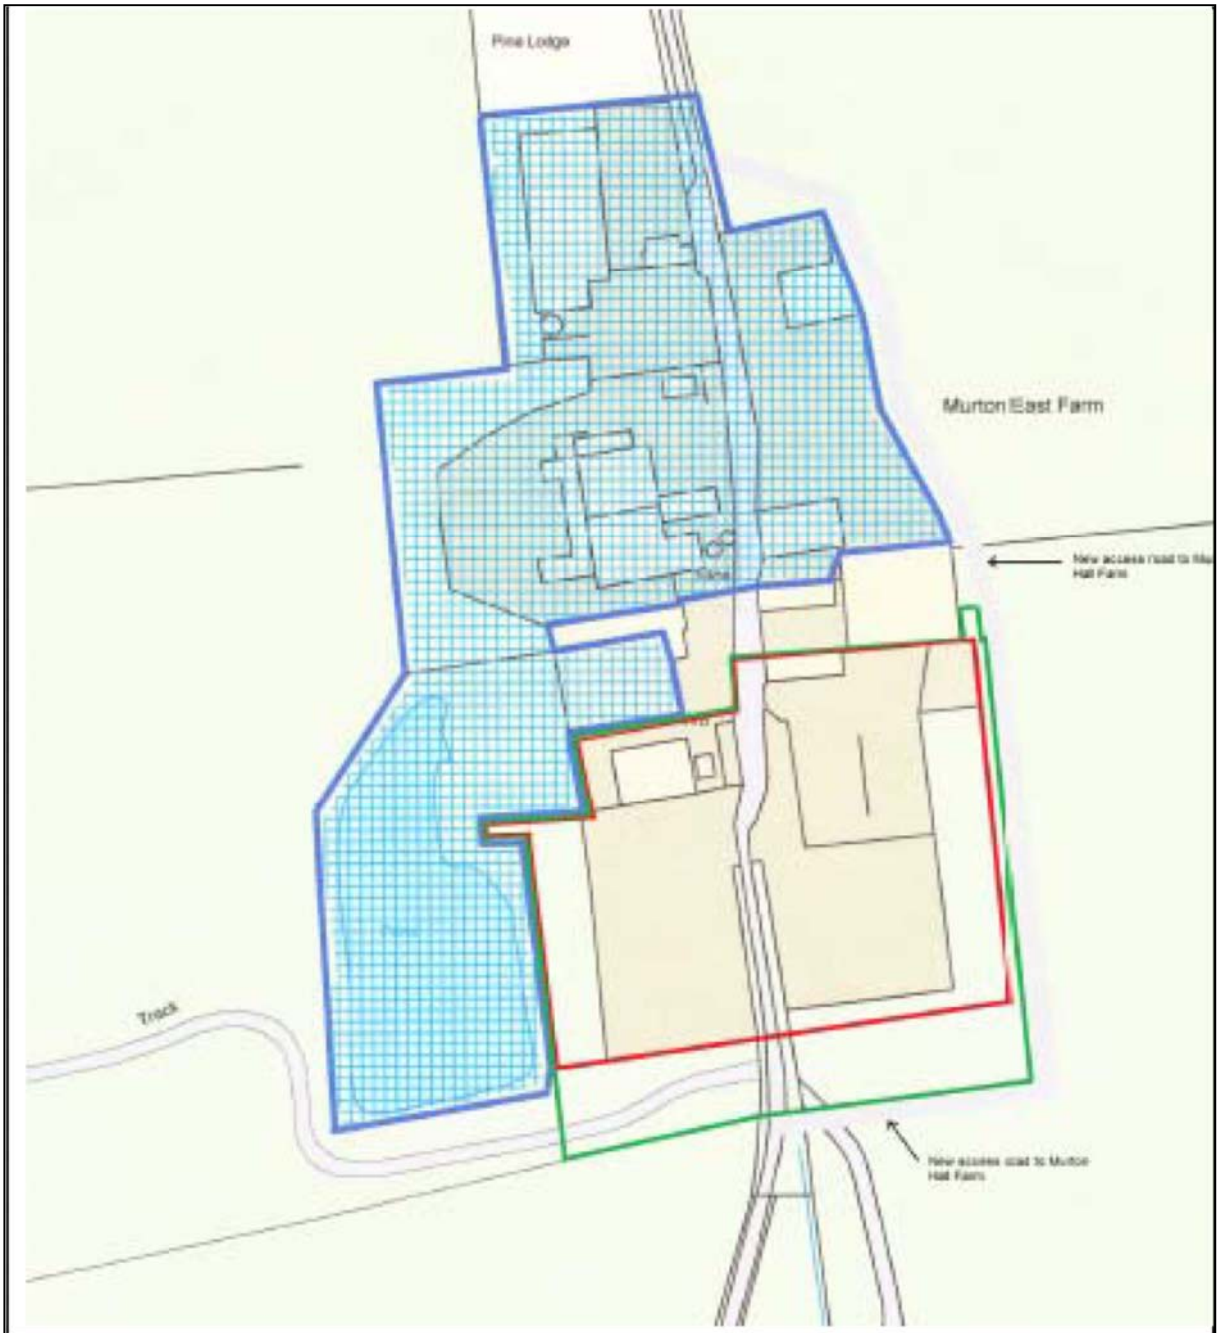 Pine Lodge
Murton East Farm
New access road to Mu
Hall Farm
Track
New access road to Murton
Hall Farm